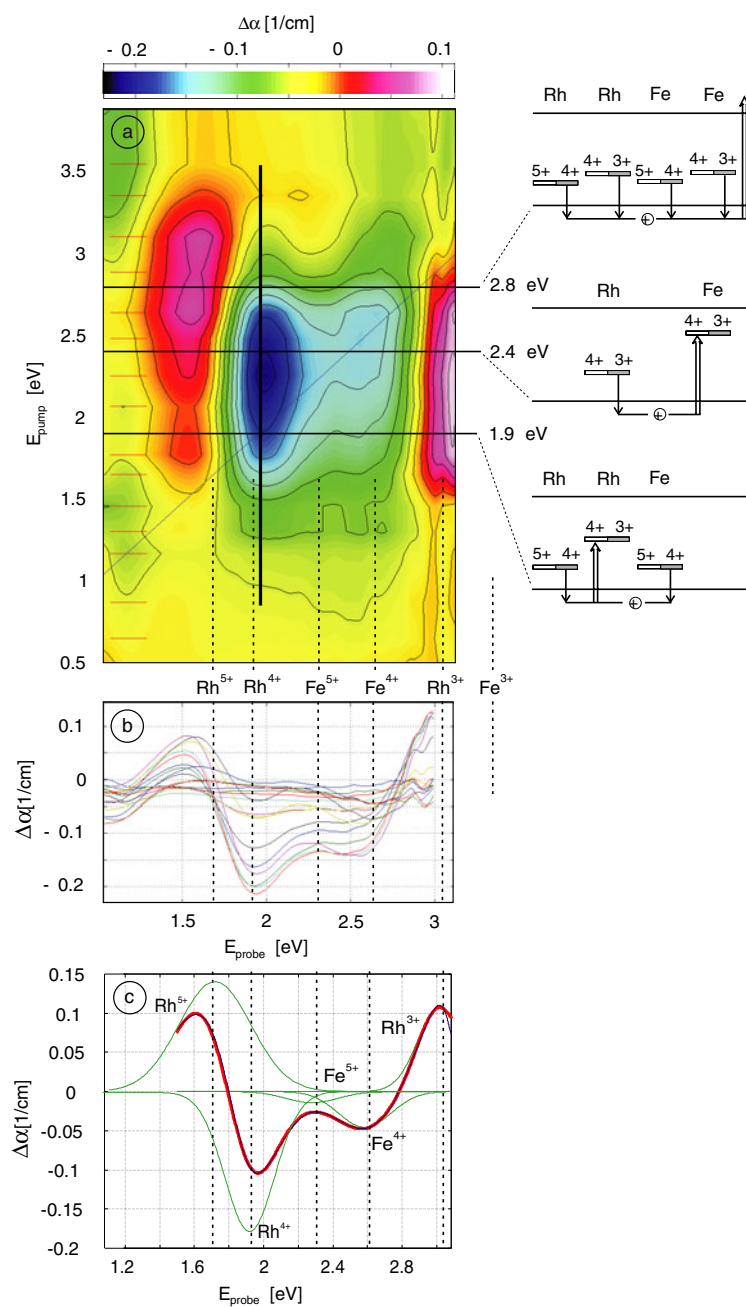 Δα [1/cm]
- 0.2 - 0.1 0 0.1
a
3.5
3
2.5
2
1.5
1
0.5
E_pump [eV]
2.8 eV
2.4 eV
1.9 eV
Rh Rh Fe Fe
5+ 4+ 4+ 3+ 5+ 4+ 4+ 3+
+
Rh Fe
4+ 3+ 4+ 3+
+
Rh Rh Fe
5+ 4+ 4+ 3+ 5+ 4+
+
Rh⁵⁺ Rh⁴⁺ Fe⁵⁺ Fe⁴⁺ Rh³⁺ Fe³⁺
b
0.1
0
- 0.1
- 0.2
Δα[1/cm]
1.5 2 2.5 3
E_probe [eV]
c
0.15
0.1
0.05
0
-0.05
-0.1
-0.15
-0.2
Δα[1/cm]
Rh⁵⁺
Rh³⁺
Fe⁵⁺
Fe⁴⁺
Rh⁴⁺
1.2 1.6 2 2.4 2.8
E_probe [eV]